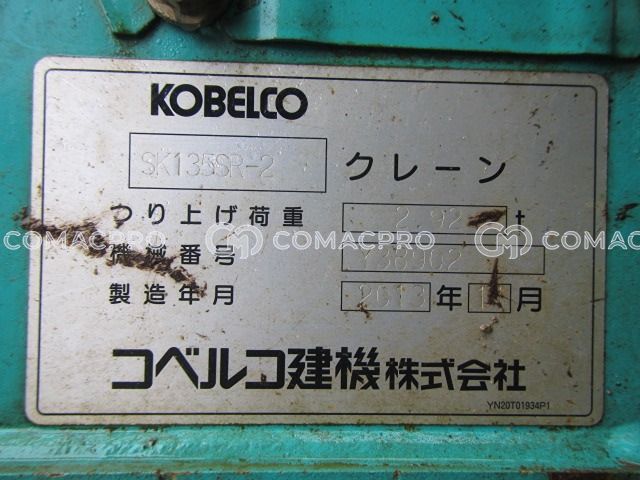 KOBELCO
SK135SR-2 クレーン
つり上げ荷重 2.92 t
COMACPRO COMACPRO
機械番号
製造年月 2013 年 月
コベルコ建機株式会社
YN20T01934P1